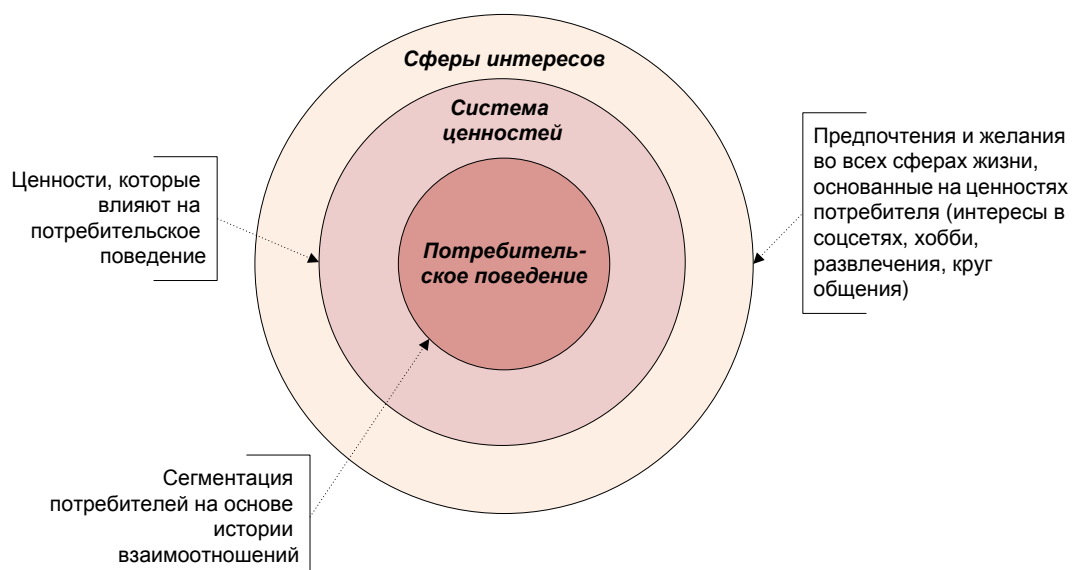 Сферы интересов
Система
ценностей
Потребитель-
ское поведение
Ценности, которые
влияют на
потребительское
поведение
Предпочтения и желания
во всех сферах жизни,
основанные на ценностях
потребителя (интересы в
соцсетях, хобби,
развлечения, круг
общения)
Сегментация
потребителей на основе
истории
взаимоотношений